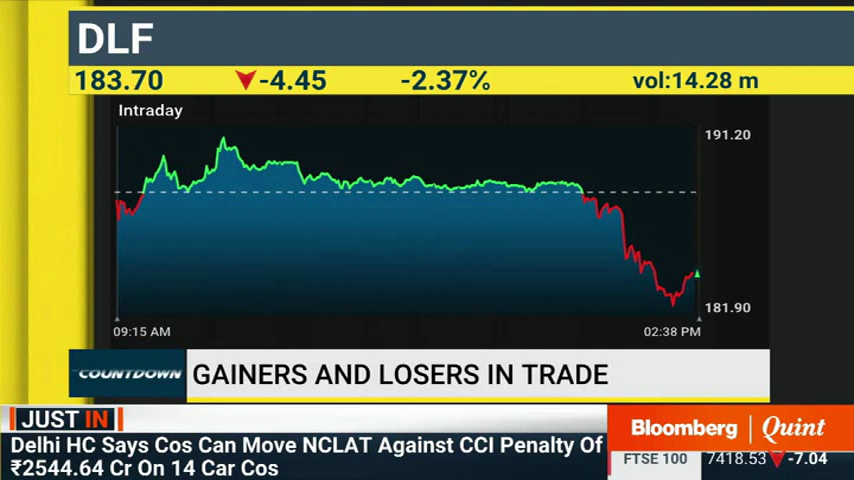 DLF
183.70 -4.45 -2.37% vol:14.28 m
Intraday
191.20
181.90
09:15 AM 02:38 PM
COUNTDOWN GAINERS AND LOSERS IN TRADE
JUST IN
Delhi HC Says Cos Can Move NCLAT Against CCI Penalty Of
₹2544.64 Cr On 14 Car Cos
Bloomberg | Quint
FTSE 100 7418.53 -7.04